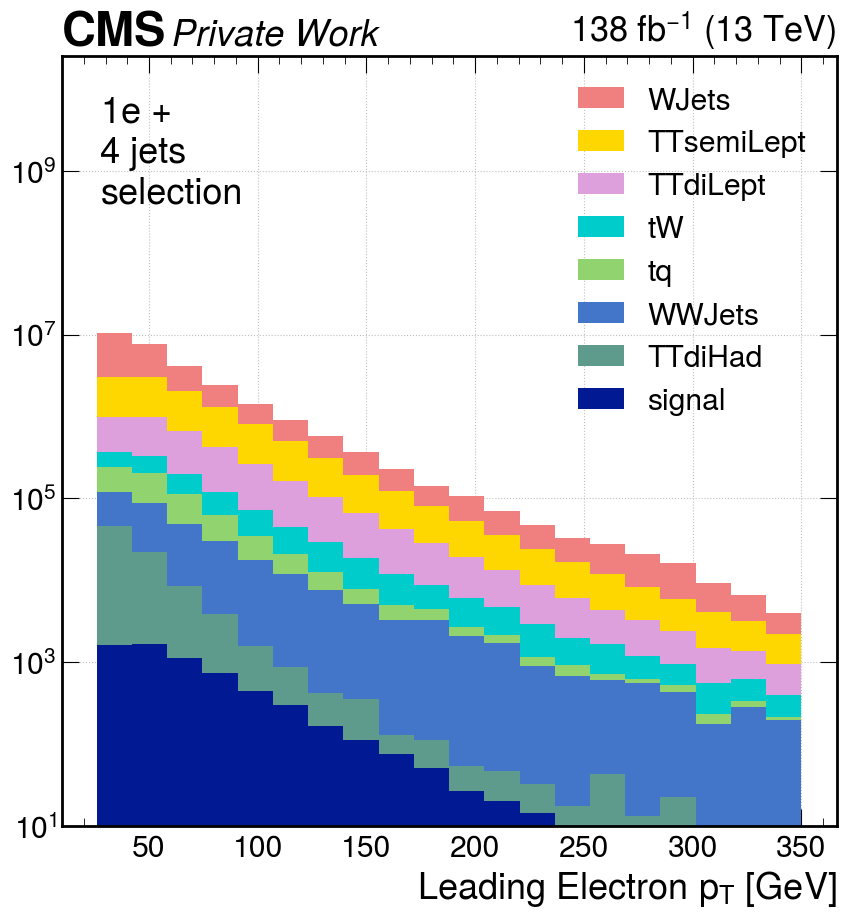 CMS Private Work 138 fb⁻¹ (13 TeV)
1e +
4 jets
selection
WJets
TTsemiLept
TTdiLept
tW
tq
WWJets
TTdiHad
signal
10⁹
10⁷
10⁵
10³
10¹
50 100 150 200 250 300 350
Leading Electron p_T [GeV]